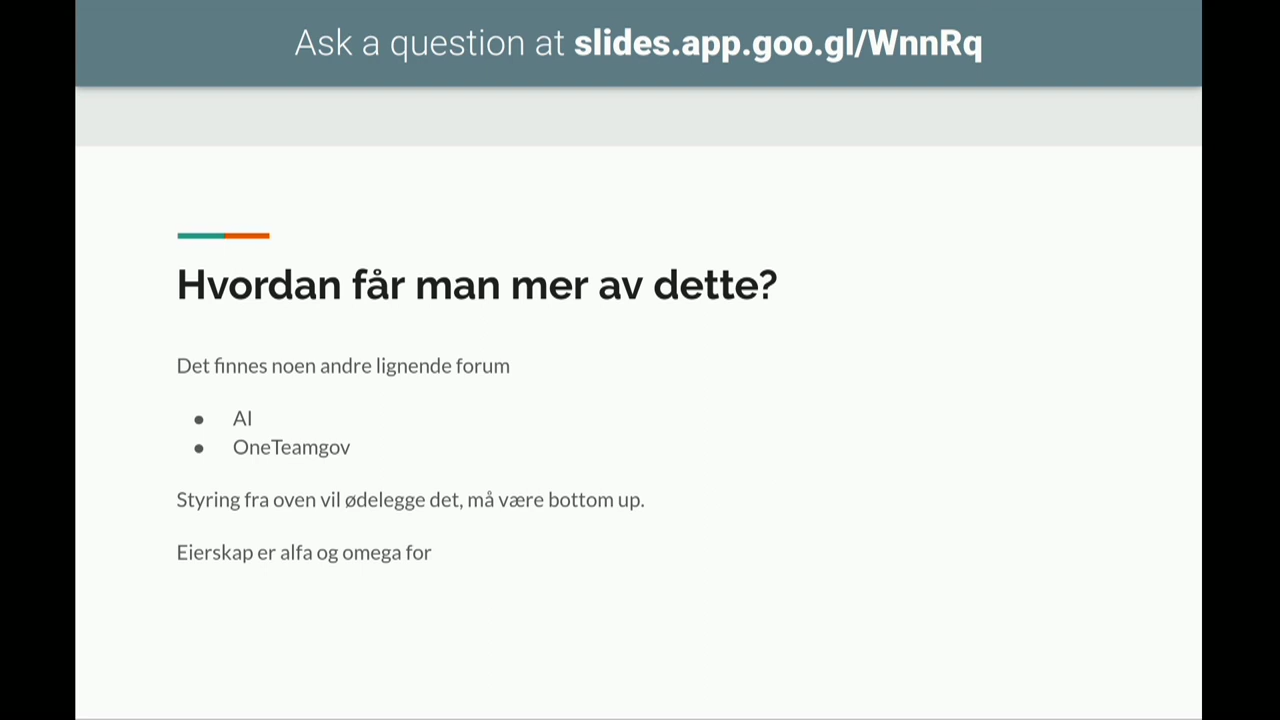 Ask a question at slides.app.goo.gl/WnnRq
Hvordan får man mer av dette?
Det finnes noen andre lignende forum
● AI
● OneTeamgov
Styring fra oven vil ødelegge det, må være bottom up.
Eierskap er alfa og omega for